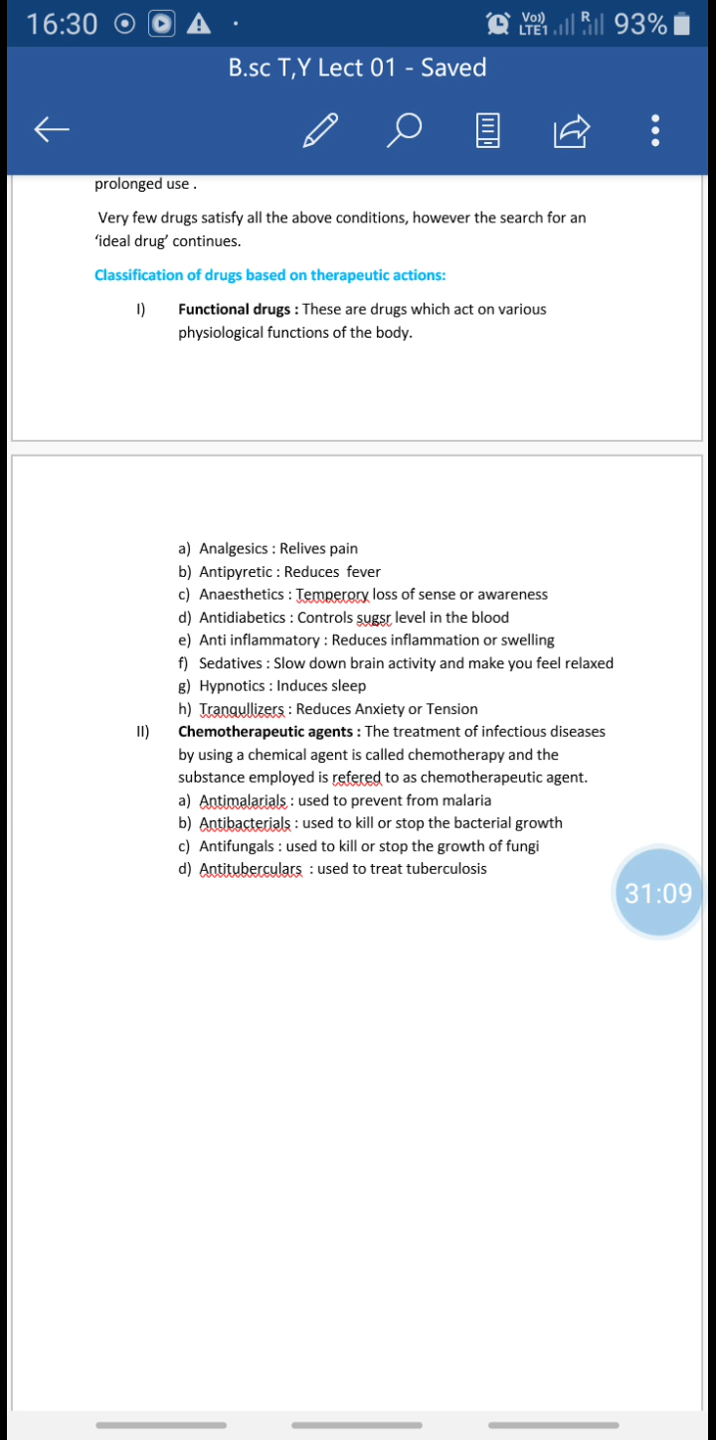 16:30
Vo))
LTE1
R
93%
B.sc T,Y Lect 01 - Saved
prolonged use .
Very few drugs satisfy all the above conditions, however the search for an
‘ideal drug’ continues.
Classification of drugs based on therapeutic actions:
I) Functional drugs : These are drugs which act on various
physiological functions of the body.
a) Analgesics : Relives pain
b) Antipyretic : Reduces fever
c) Anaesthetics : Temperory loss of sense or awareness
d) Antidiabetics : Controls sugsr level in the blood
e) Anti inflammatory : Reduces inflammation or swelling
f) Sedatives : Slow down brain activity and make you feel relaxed
g) Hypnotics : Induces sleep
h) Tranqullizers : Reduces Anxiety or Tension
II) Chemotherapeutic agents : The treatment of infectious diseases
by using a chemical agent is called chemotherapy and the
substance employed is refered to as chemotherapeutic agent.
a) Antimalarials : used to prevent from malaria
b) Antibacterials : used to kill or stop the bacterial growth
c) Antifungals : used to kill or stop the growth of fungi
d) Antituberculars : used to treat tuberculosis
31:09